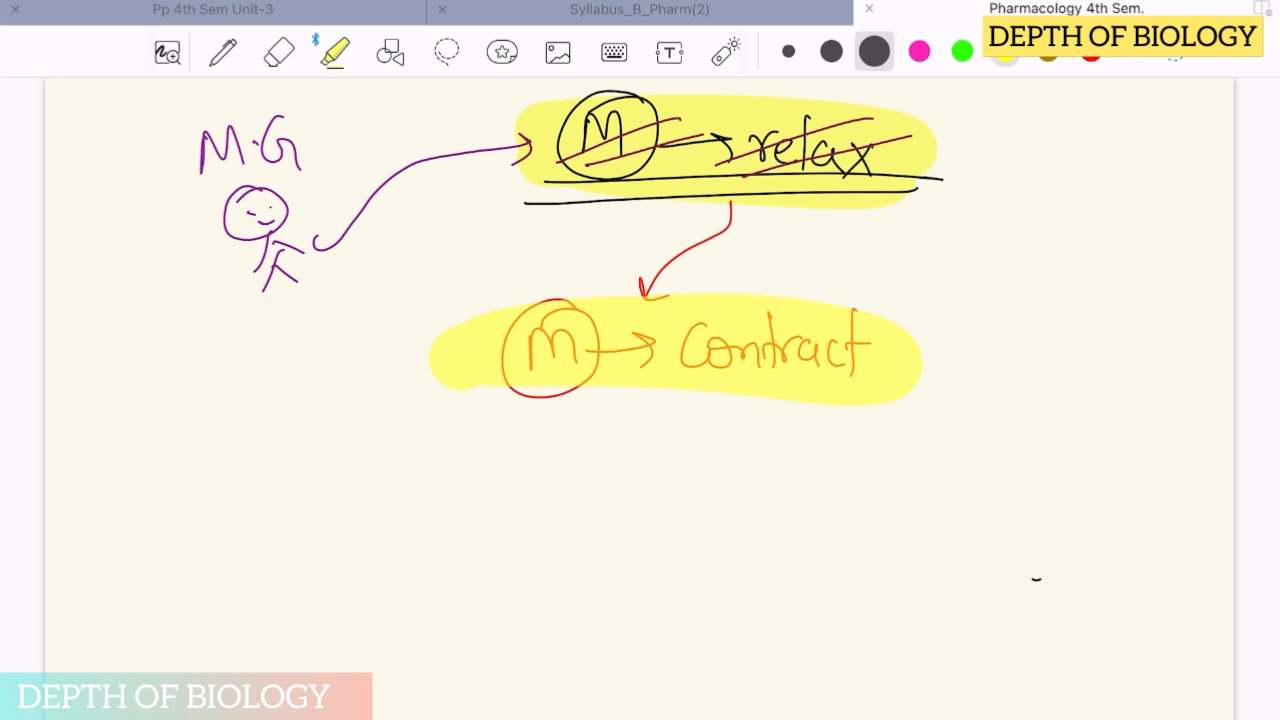 Pp 4th Sem Unit-3
Syllabus_B_Pharm(2)
Pharmacology 4th Sem.
DEPTH OF BIOLOGY
M.G
M → relax
M → Contract
DEPTH OF BIOLOGY